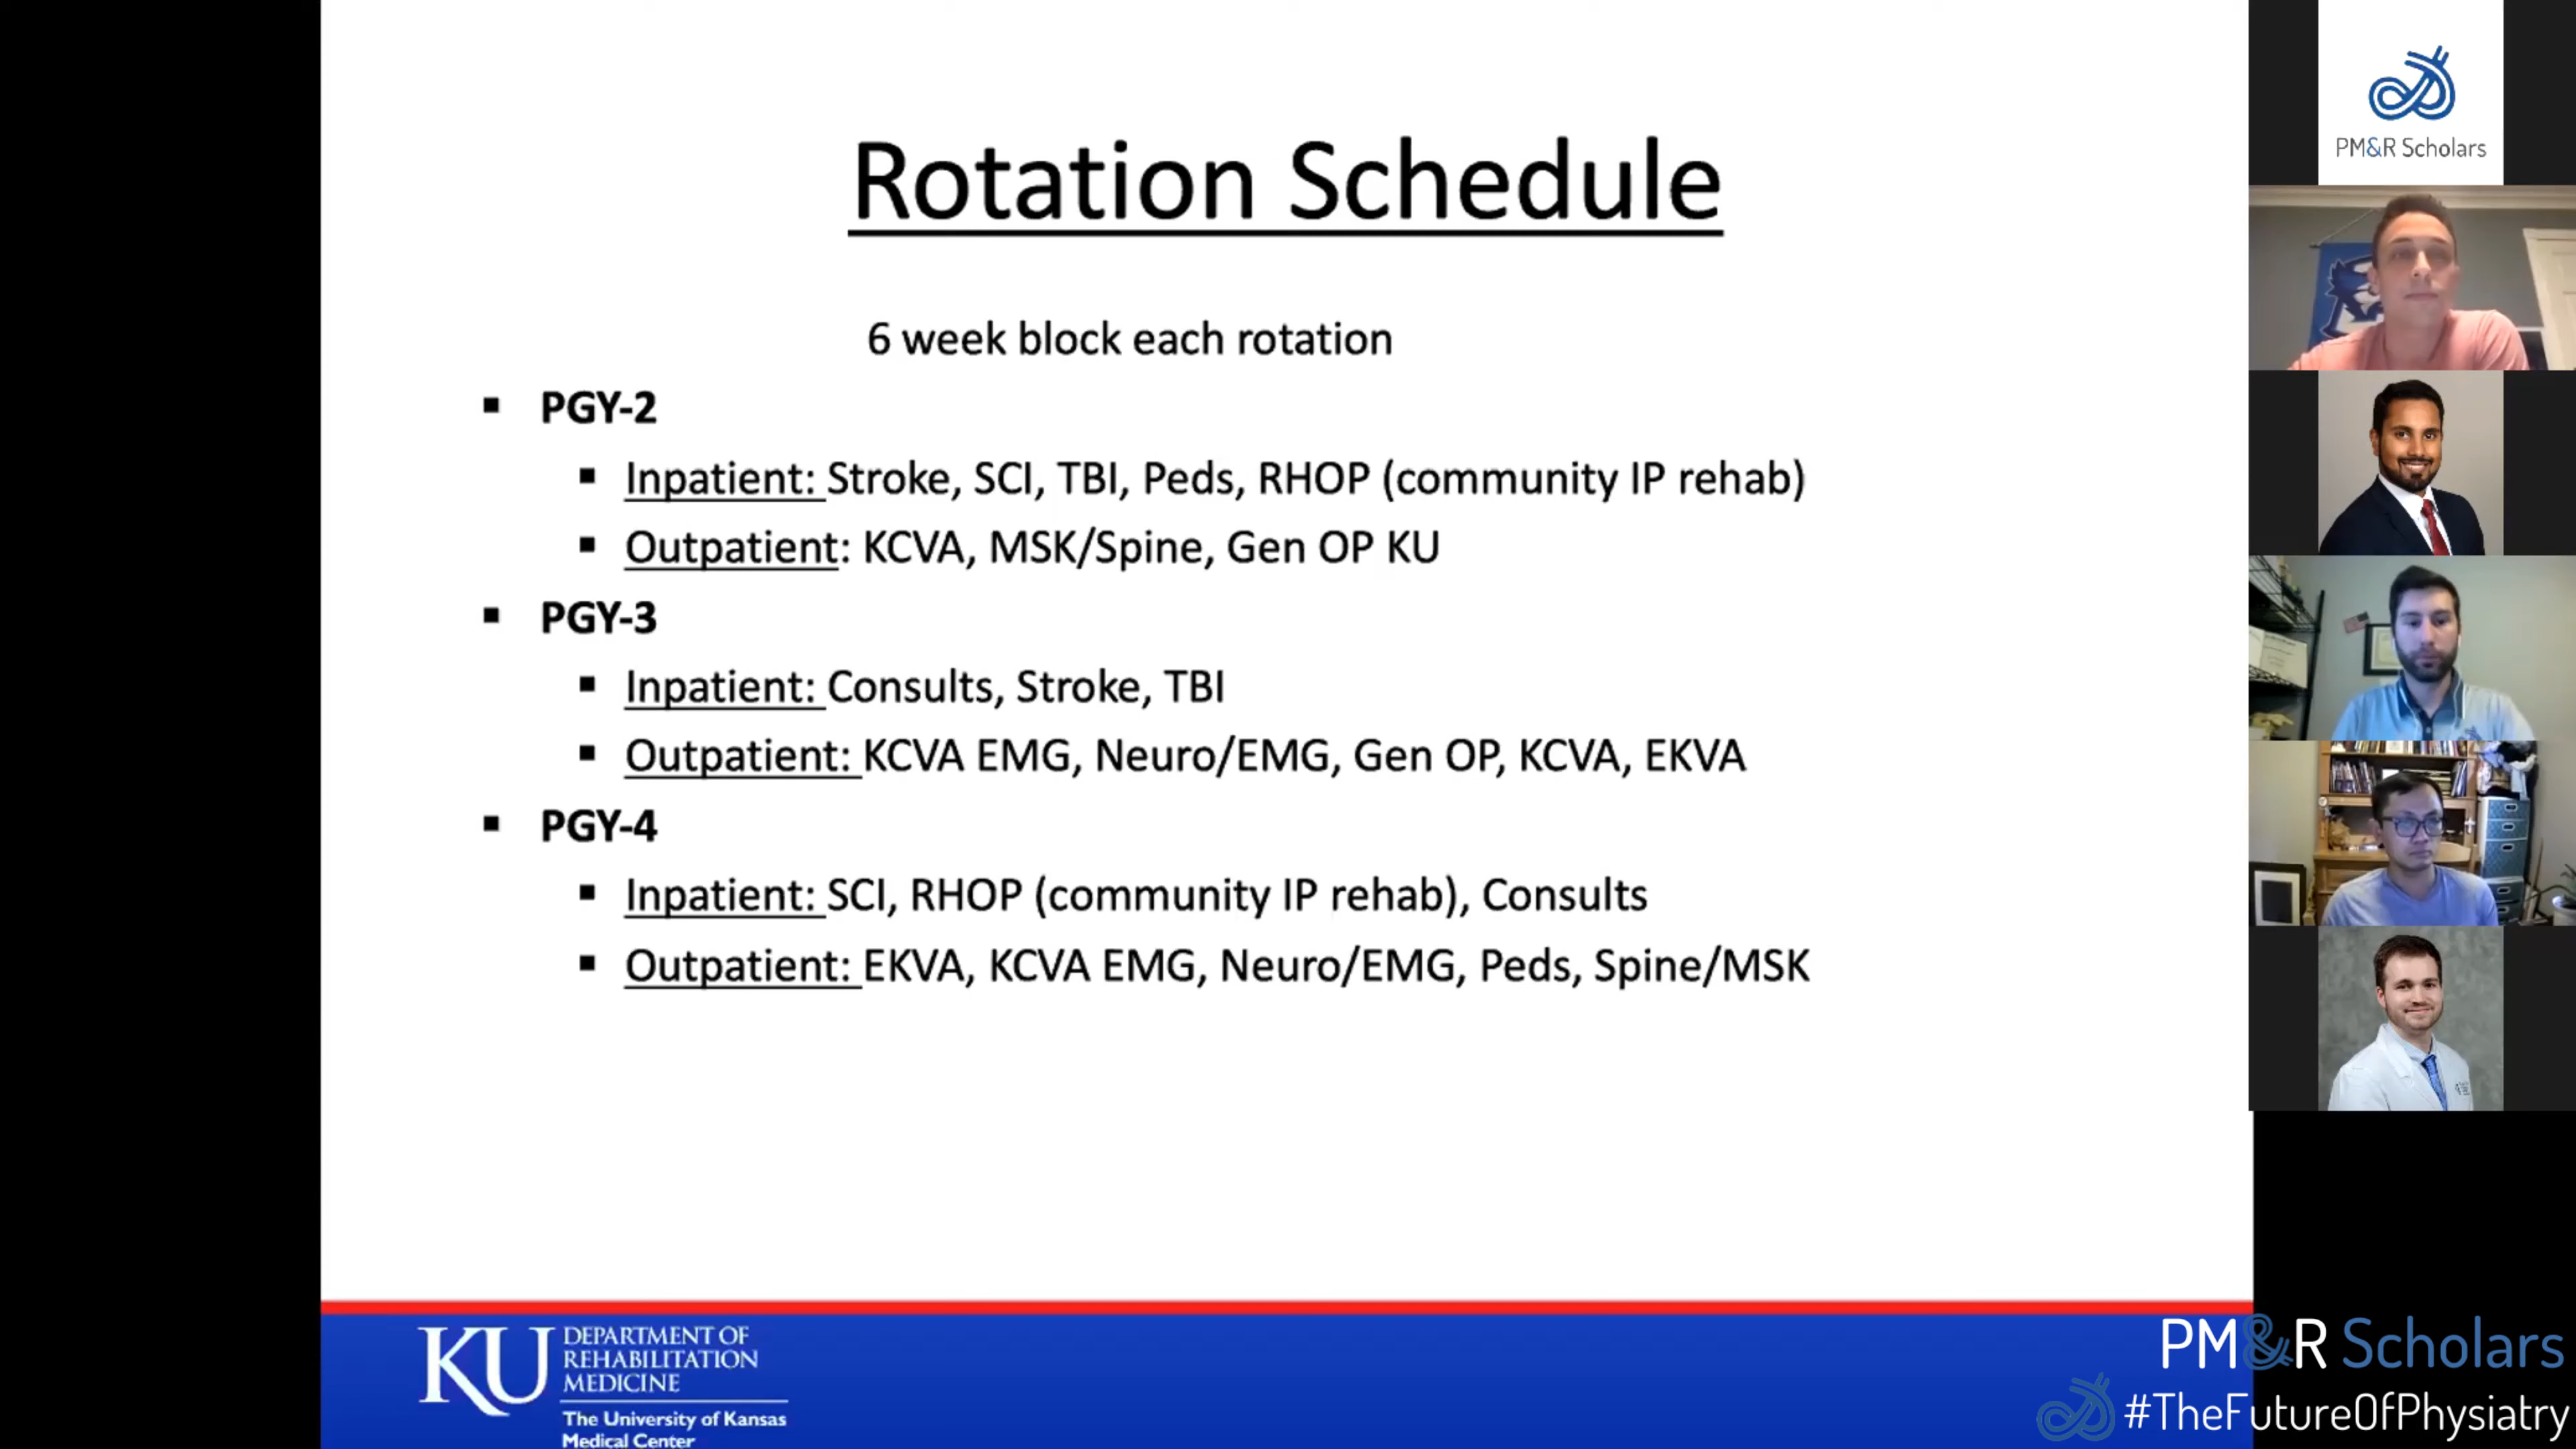 Rotation Schedule
6 week block each rotation
▪ PGY-2
▪ Inpatient: Stroke, SCI, TBI, Peds, RHOP (community IP rehab)
▪ Outpatient: KCVA, MSK/Spine, Gen OP KU
▪ PGY-3
▪ Inpatient: Consults, Stroke, TBI
▪ Outpatient: KCVA EMG, Neuro/EMG, Gen OP, KCVA, EKVA
▪ PGY-4
▪ Inpatient: SCI, RHOP (community IP rehab), Consults
▪ Outpatient: EKVA, KCVA EMG, Neuro/EMG, Peds, Spine/MSK
KU
DEPARTMENT OF
REHABILITATION
MEDICINE
The University of Kansas
Medical Center
PM&R Scholars
PM&R Scholars
#TheFutureOfPhysiatry